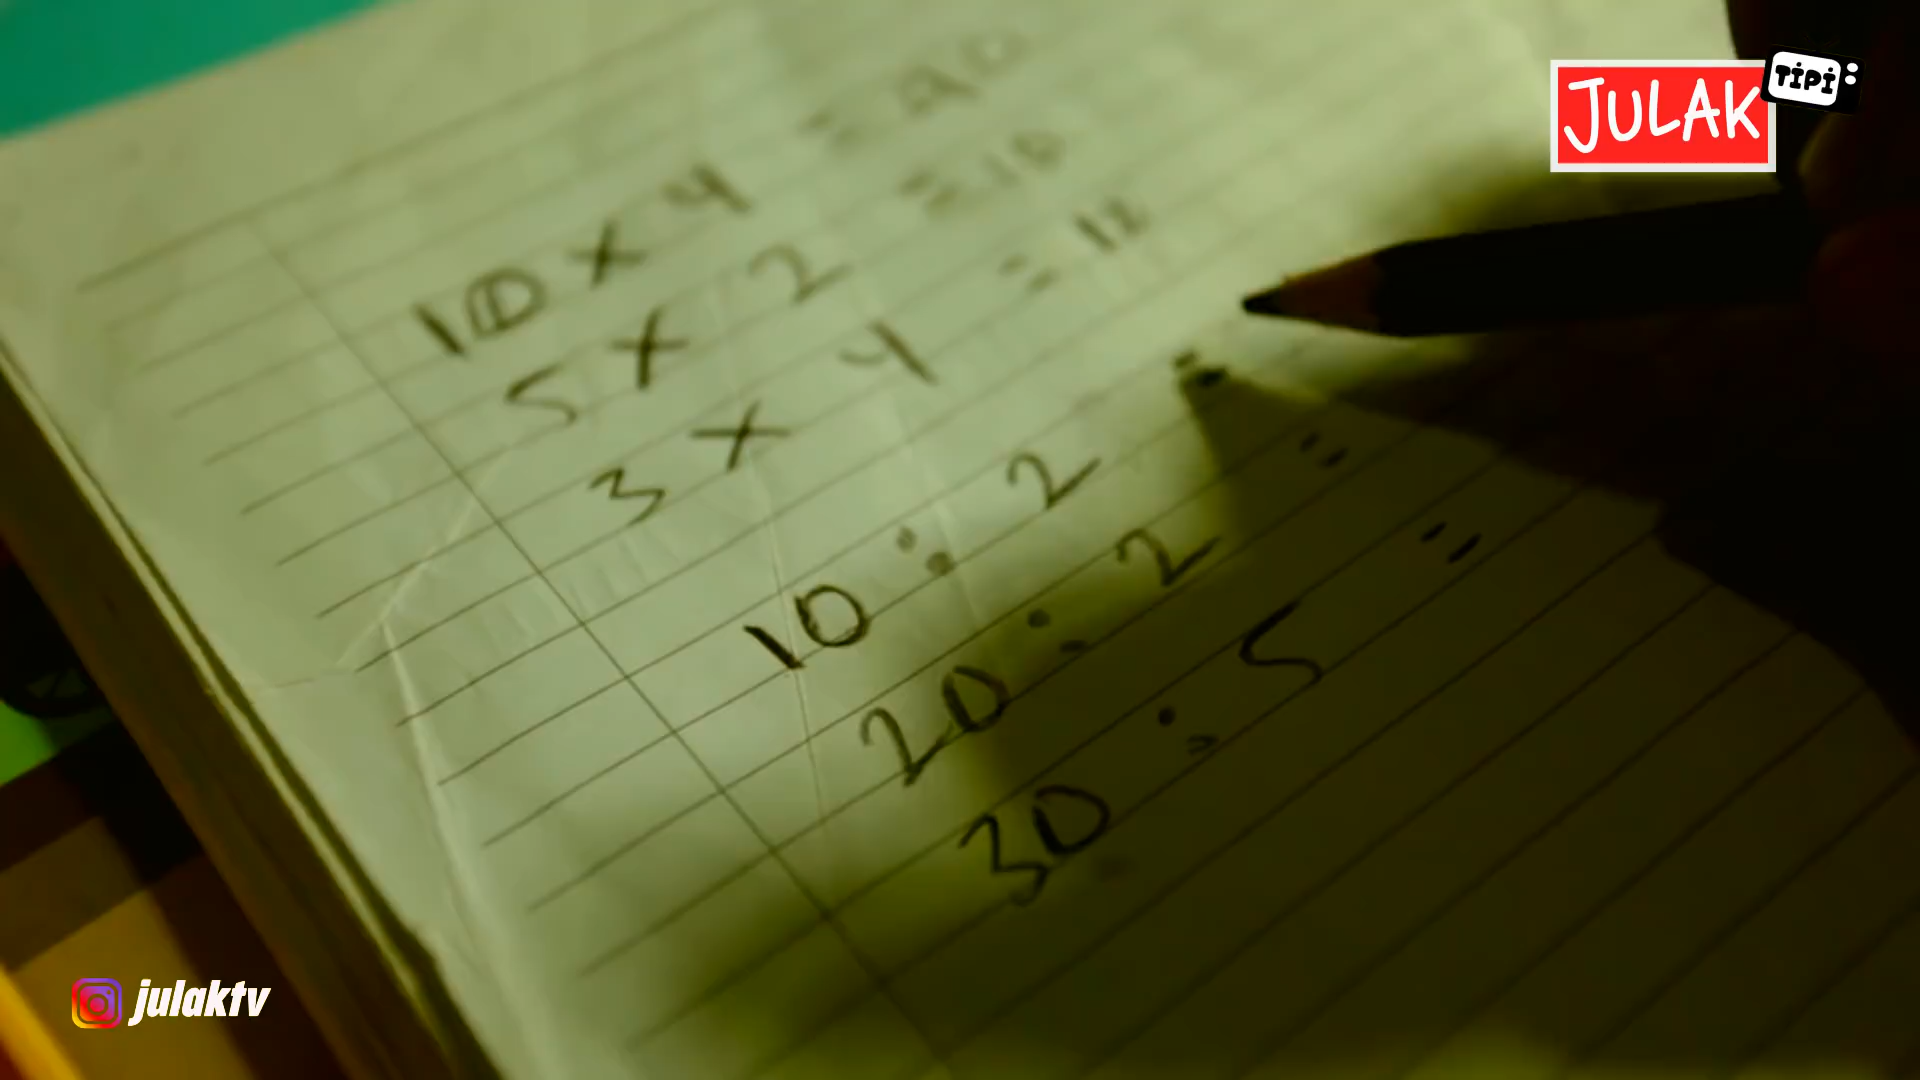 JULAK TiPi
10 x 4 = 40
5 x 2 = 10
3 x 4 = 12
10 : 2 =
20 : 2 =
30 : 5 =
julaktv